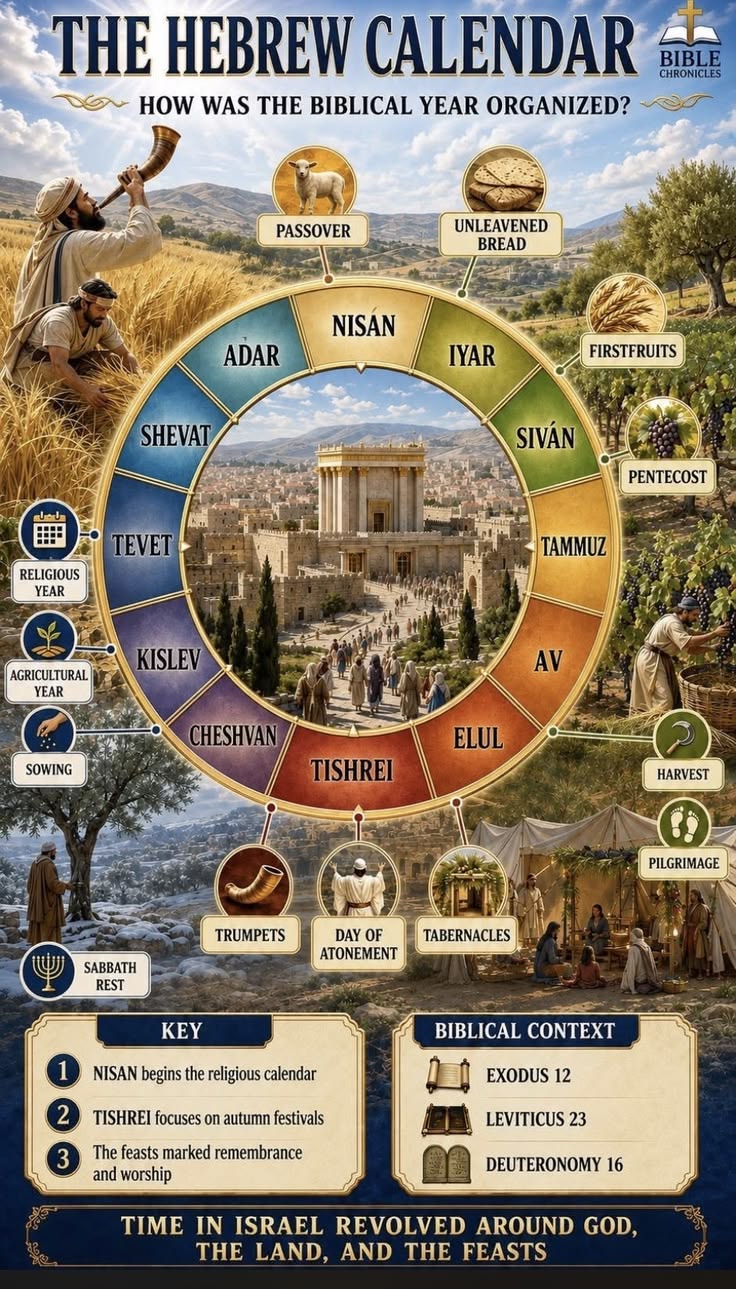 THE HEBREW CALENDAR
BIBLE
CHRONICLES
HOW WAS THE BIBLICAL YEAR ORGANIZED?
PASSOVER
UNLEAVENED
BREAD
FIRSTFRUITS
PENTECOST
NISÁN
IYAR
SIVÁN
TAMMUZ
AV
ELUL
TISHREI
CHESHVAN
KISLEV
TEVET
SHEVAT
ADAR
RELIGIOUS
YEAR
AGRICULTURAL
YEAR
SOWING
HARVEST
PILGRIMAGE
TRUMPETS
DAY OF
ATONEMENT
TABERNACLES
SABBATH
REST
KEY
1 NISAN begins the religious calendar
2 TISHREI focuses on autumn festivals
3 The feasts marked remembrance
and worship
BIBLICAL CONTEXT
EXODUS 12
LEVITICUS 23
DEUTERONOMY 16
TIME IN ISRAEL REVOLVED AROUND GOD,
THE LAND, AND THE FEASTS